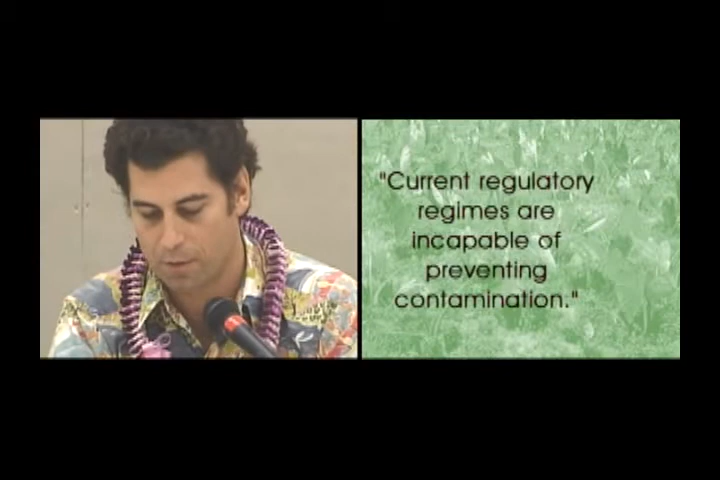 "Current regulatory
regimes are
incapable of
preventing
contamination."